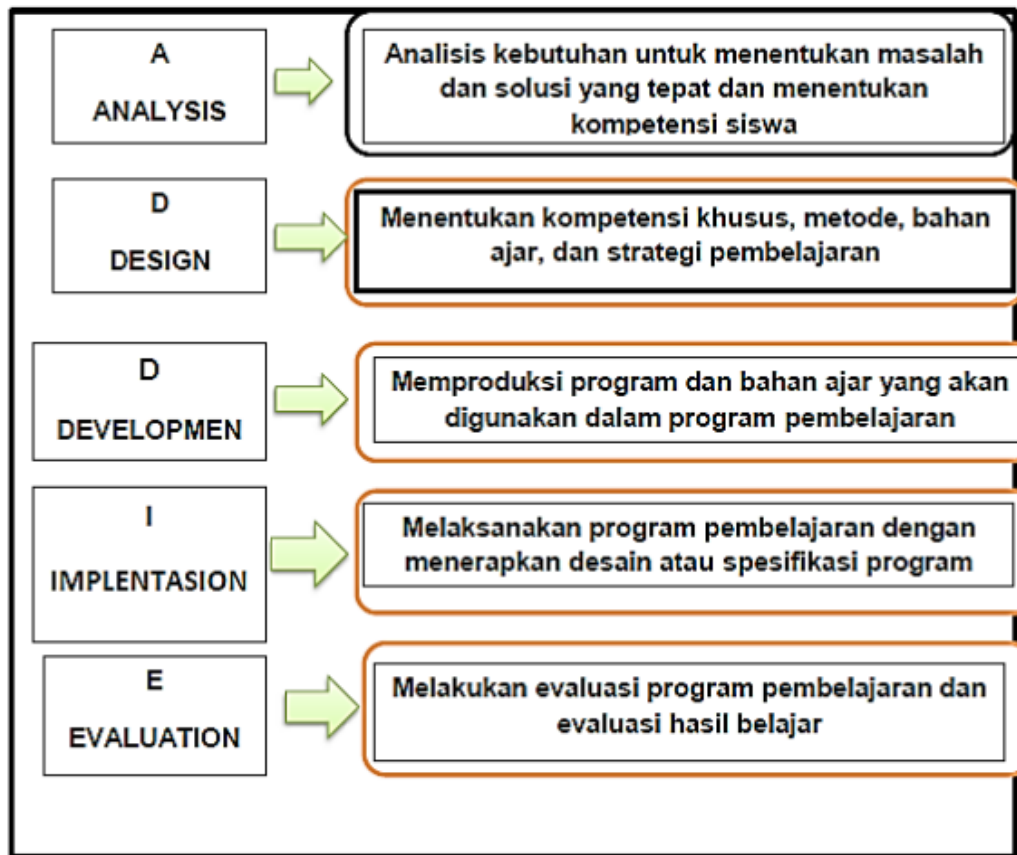 A
ANALYSIS
Analisis kebutuhan untuk menentukan masalah
dan solusi yang tepat dan menentukan
kompetensi siswa
D
DESIGN
Menentukan kompetensi khusus, metode, bahan
ajar, dan strategi pembelajaran
D
DEVELOPMEN
Memproduksi program dan bahan ajar yang akan
digunakan dalam program pembelajaran
I
IMPLENTASION
Melaksanakan program pembelajaran dengan
menerapkan desain atau spesifikasi program
E
EVALUATION
Melakukan evaluasi program pembelajaran dan
evaluasi hasil belajar